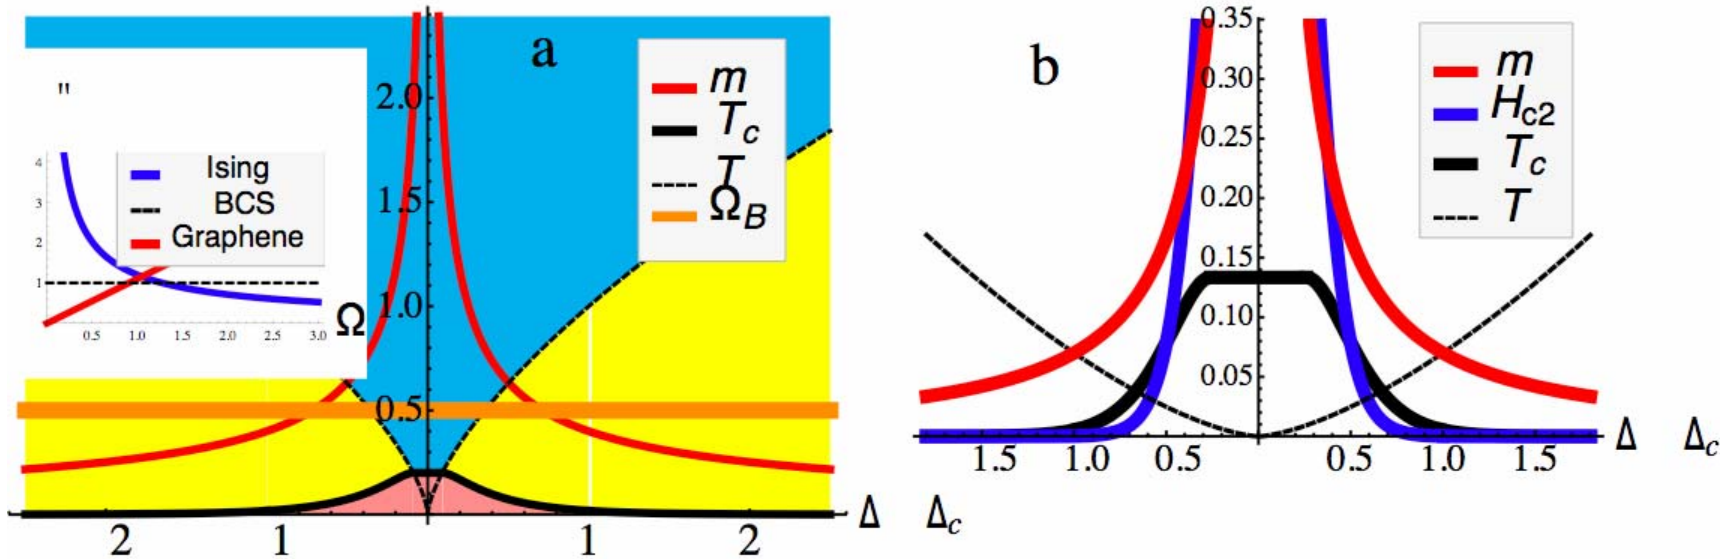 a
"
4
3
2
1
0.5 1.0 1.5 2.0 2.5 3.0
Ω
Ising
BCS
Graphene
2.0
1.5
1.0
0.5
m
T_c
T
Ω_B
2 1 1 2
Δ Δ_c
b
0.35
0.30
0.25
0.20
0.15
0.10
0.05
m
H_c2
T_c
T
1.5 1.0 0.5 0.5 1.0 1.5
Δ Δ_c